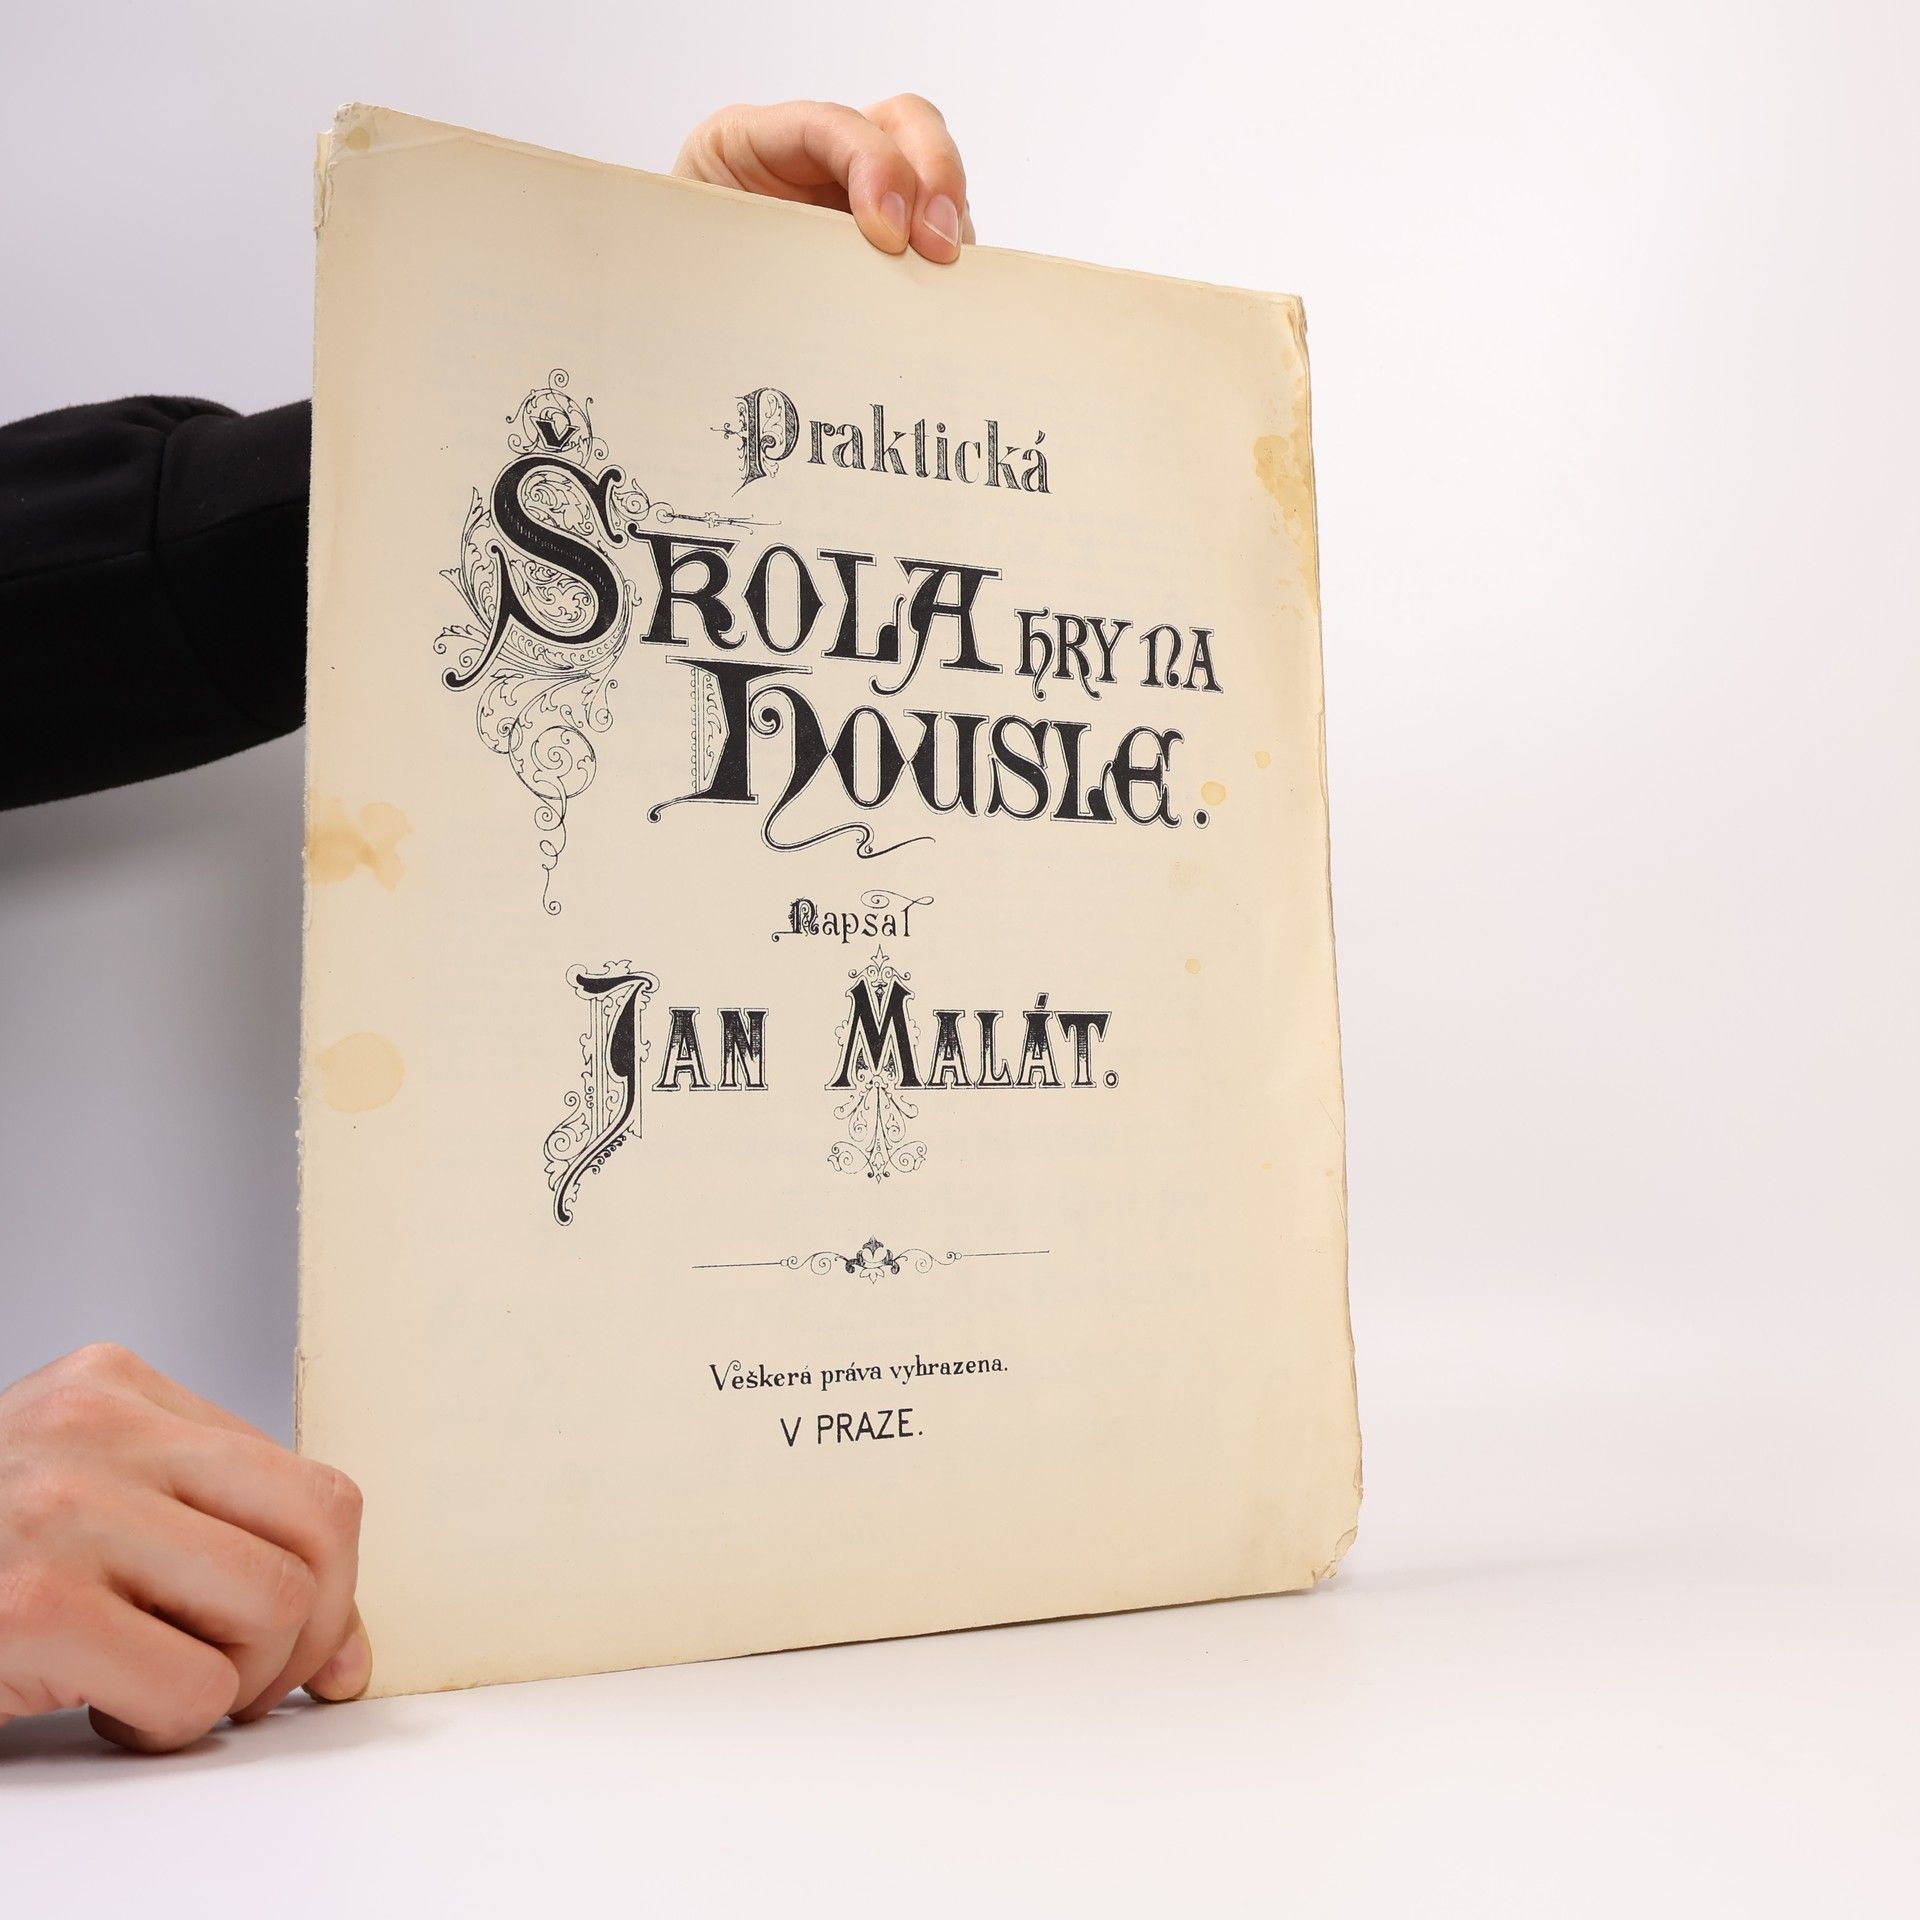 Praktická
Škola hry na
Housle.
Napsal
Jan Malát.
Veškerá práva vyhrazena.
V PRAZE.